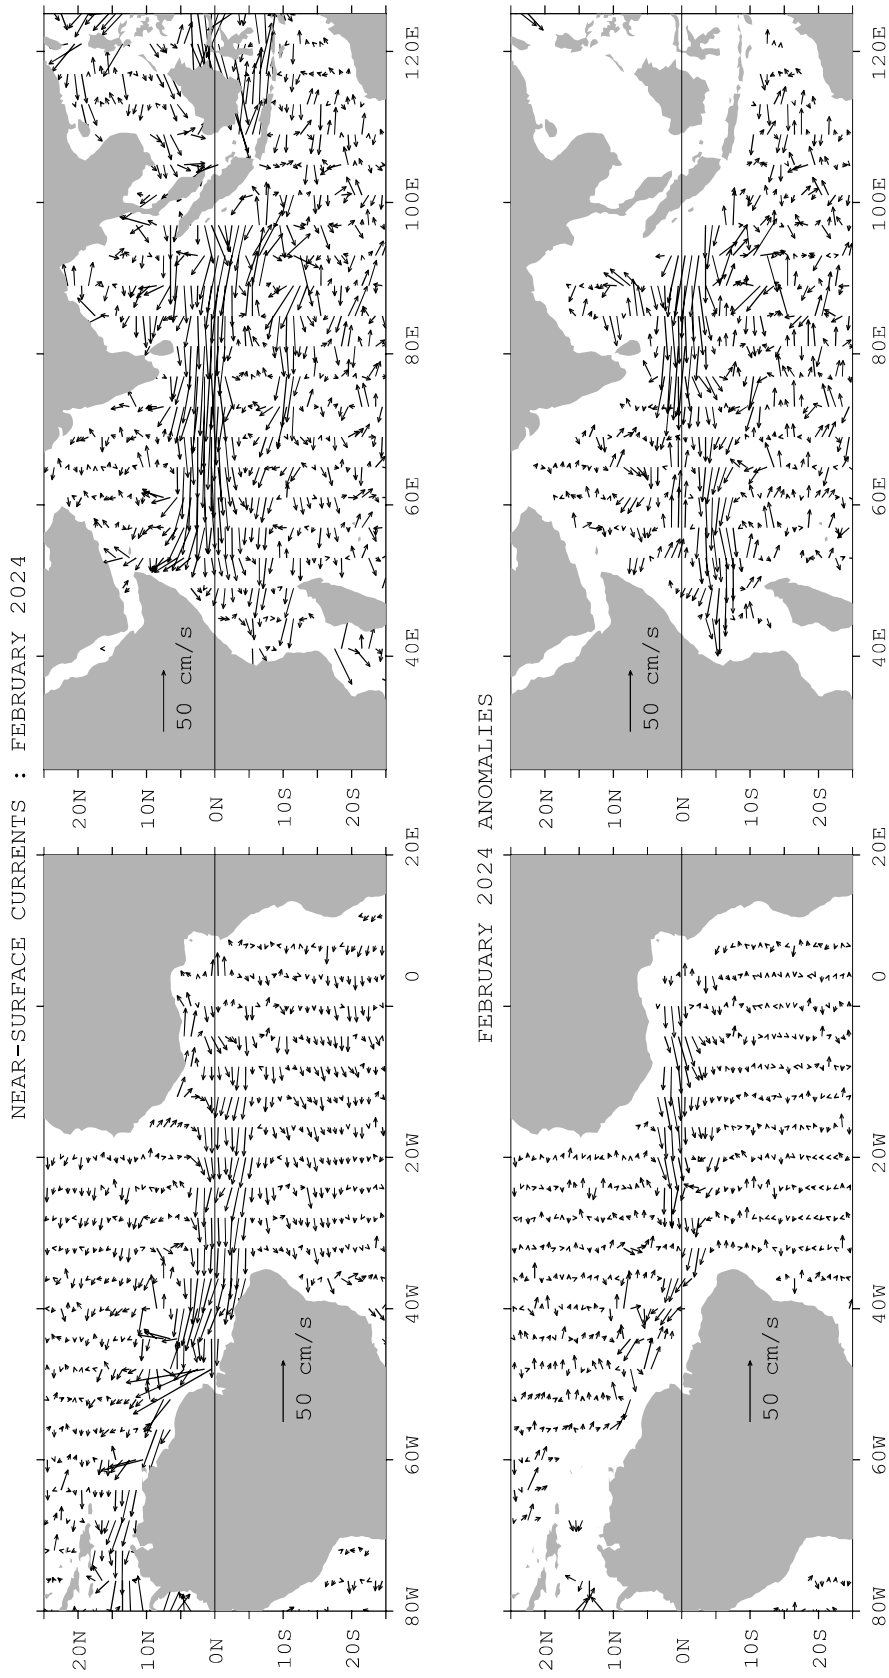 NEAR-SURFACE CURRENTS : FEBRUARY 2024
20N
10N
0N
10S
20S
50 cm/s
80W 60W 40W 20W 0 20E
20N
10N
0N
10S
20S
50 cm/s
40E 60E 80E 100E 120E
FEBRUARY 2024 ANOMALIES
20N
10N
0N
10S
20S
50 cm/s
80W 60W 40W 20W 0 20E
20N
10N
0N
10S
20S
50 cm/s
40E 60E 80E 100E 120E